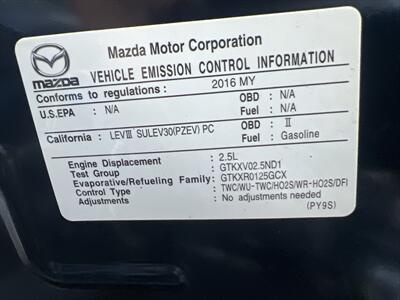 Mazda Motor Corporation
mazda VEHICLE EMISSION CONTROL INFORMATION
Conforms to regulations : 2016 MY
U.S.EPA : N/A OBD : N/A
Fuel : N/A
California : LEVⅢ SULEV30(PZEV) PC OBD : Ⅱ
Fuel : Gasoline
Engine Displacement : 2.5L
Test Group : GTKXV02.5ND1
Evaporative/Refueling Family : GTKXR0125GCX
Control Type : TWC/WU-TWC/HO2S/WR-HO2S/DFI
Adjustments : No adjustments needed
(PY9S)